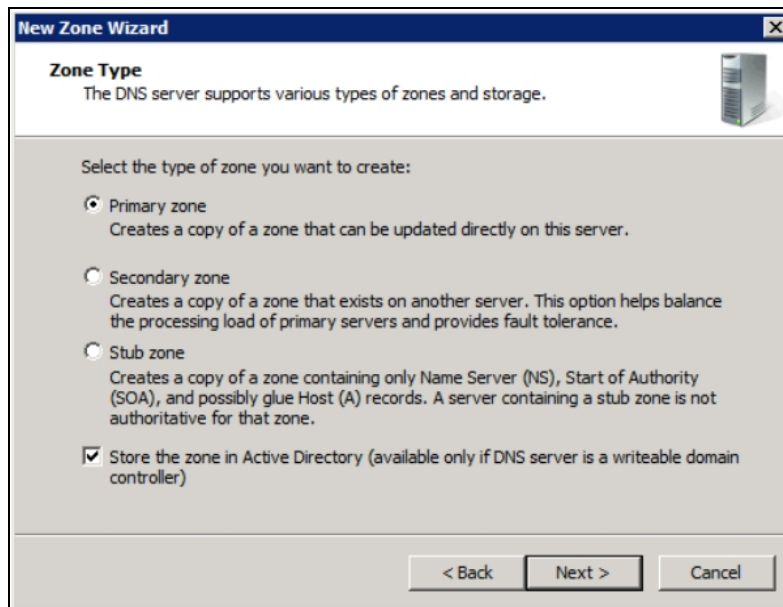 New Zone Wizard
Zone Type
The DNS server supports various types of zones and storage.
Select the type of zone you want to create:
Primary zone
Creates a copy of a zone that can be updated directly on this server.
Secondary zone
Creates a copy of a zone that exists on another server. This option helps balance
the processing load of primary servers and provides fault tolerance.
Stub zone
Creates a copy of a zone containing only Name Server (NS), Start of Authority
(SOA), and possibly glue Host (A) records. A server containing a stub zone is not
authoritative for that zone.
Store the zone in Active Directory (available only if DNS server is a writeable domain
controller)
< Back Next > Cancel